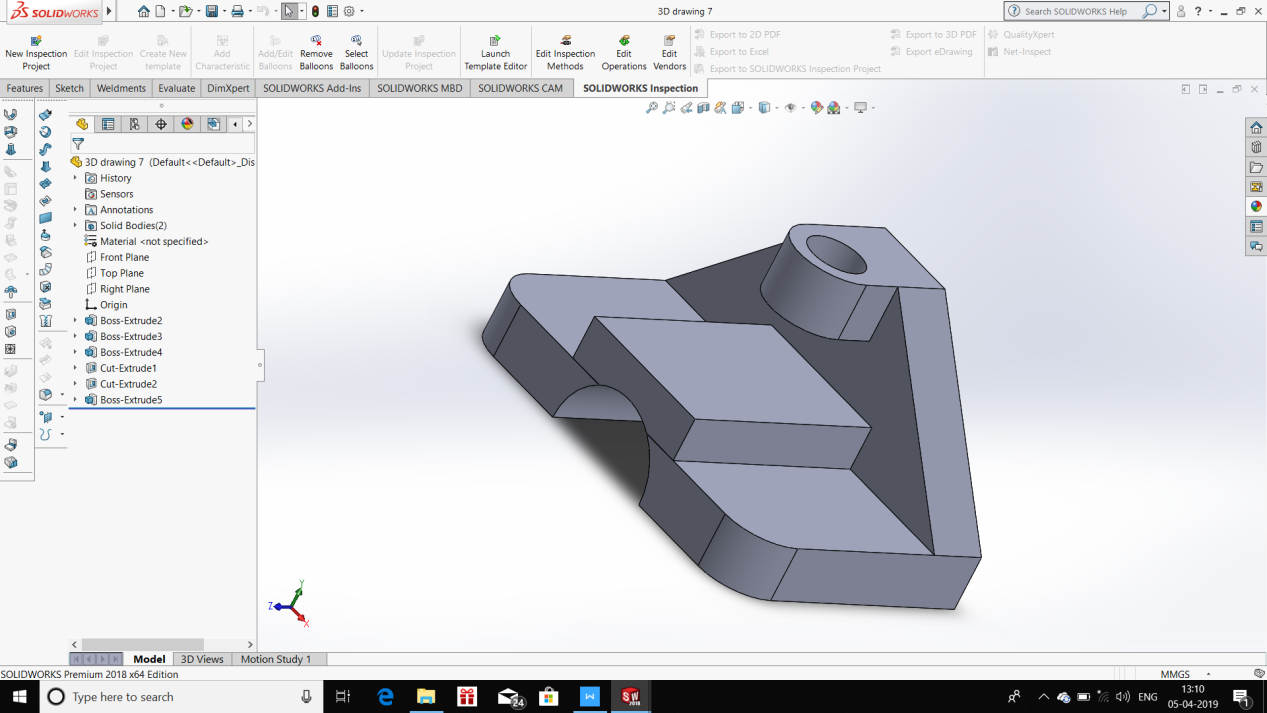 SOLIDWORKS
3D drawing 7
Search SOLIDWORKS Help
New Inspection Project
Edit Inspection Project
Create New template
Add Characteristic
Add/Edit Balloons
Remove Balloons
Select Balloons
Update Inspection Project
Launch Template Editor
Edit Inspection Methods
Edit Operations
Edit Vendors
Export to 2D PDF
Export to Excel
Export to SOLIDWORKS Inspection Project
Export to 3D PDF
Export eDrawing
QualityXpert
Net-Inspect
Features
Sketch
Weldments
Evaluate
DimXpert
SOLIDWORKS Add-Ins
SOLIDWORKS MBD
SOLIDWORKS CAM
SOLIDWORKS Inspection
3D drawing 7 (Default<<Default>_Dis
History
Sensors
Annotations
Solid Bodies(2)
Material <not specified>
Front Plane
Top Plane
Right Plane
Origin
Boss-Extrude2
Boss-Extrude3
Boss-Extrude4
Cut-Extrude1
Cut-Extrude2
Boss-Extrude5
Y
Z
X
Model
3D Views
Motion Study 1
SOLIDWORKS Premium 2018 x64 Edition
MMGS
Type here to search
24
SW
2018
ENG
13:10
05-04-2019
1